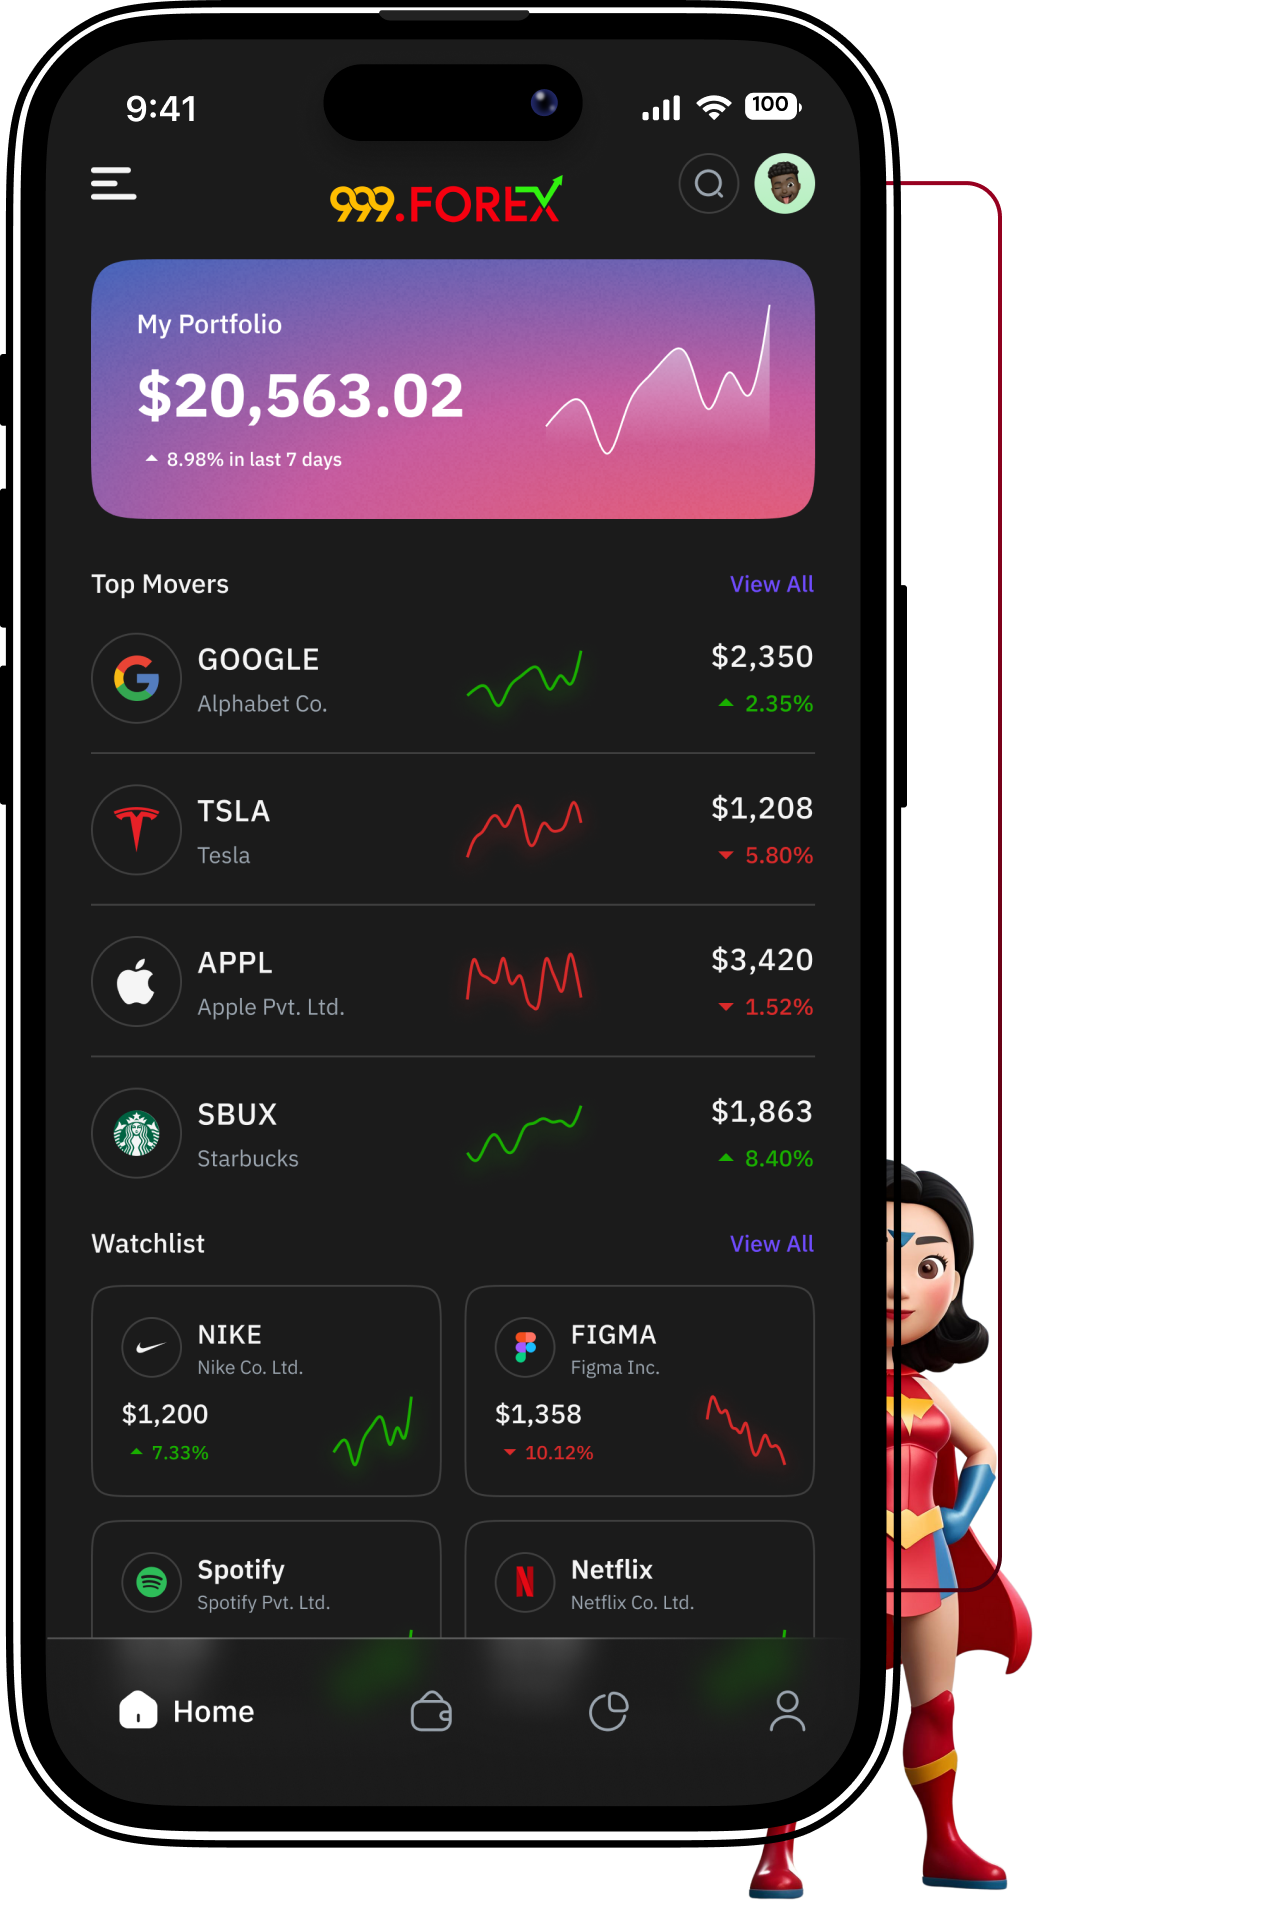 9:41
100
999.FOREX
My Portfolio
$20,563.02
8.98% in last 7 days
Top Movers
View All
GOOGLE
$2,350
Alphabet Co.
2.35%
TSLA
$1,208
Tesla
5.80%
APPL
$3,420
Apple Pvt. Ltd.
1.52%
SBUX
$1,863
Starbucks
8.40%
Watchlist
View All
NIKE
Nike Co. Ltd.
$1,200
7.33%
FIGMA
Figma Inc.
$1,358
10.12%
Spotify
Spotify Pvt. Ltd.
Netflix
Netflix Co. Ltd.
Home